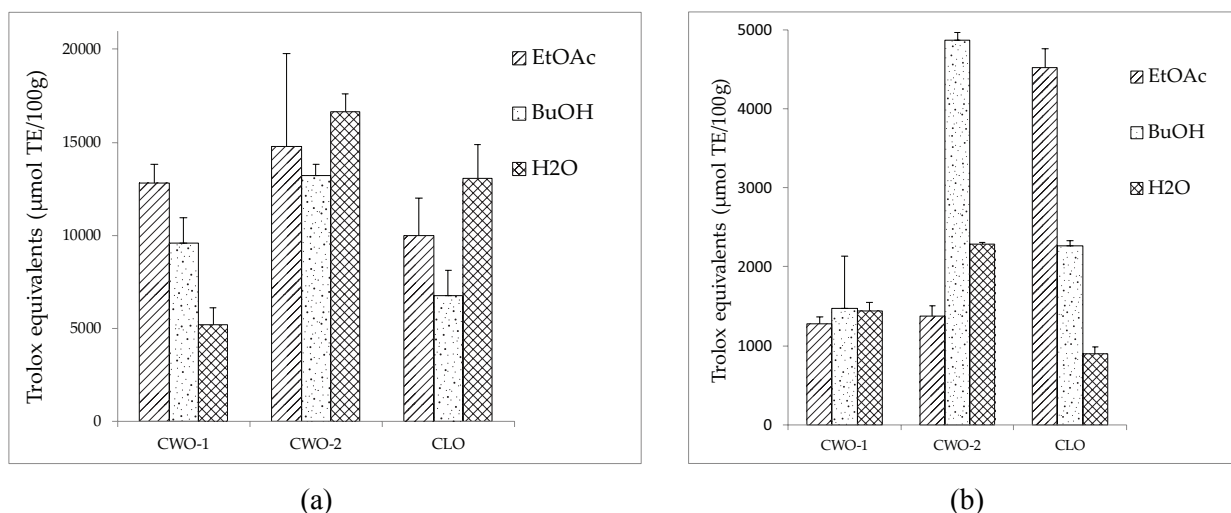 Trolox equivalents (µmol TE/100g)
20000
15000
10000
5000
0
CWO-1 CWO-2 CLO
EtOAc
BuOH
H2O
(a)
Trolox equivalents (µmol TE/100g)
5000
4000
3000
2000
1000
0
CWO-1 CWO-2 CLO
EtOAc
BuOH
H2O
(b)